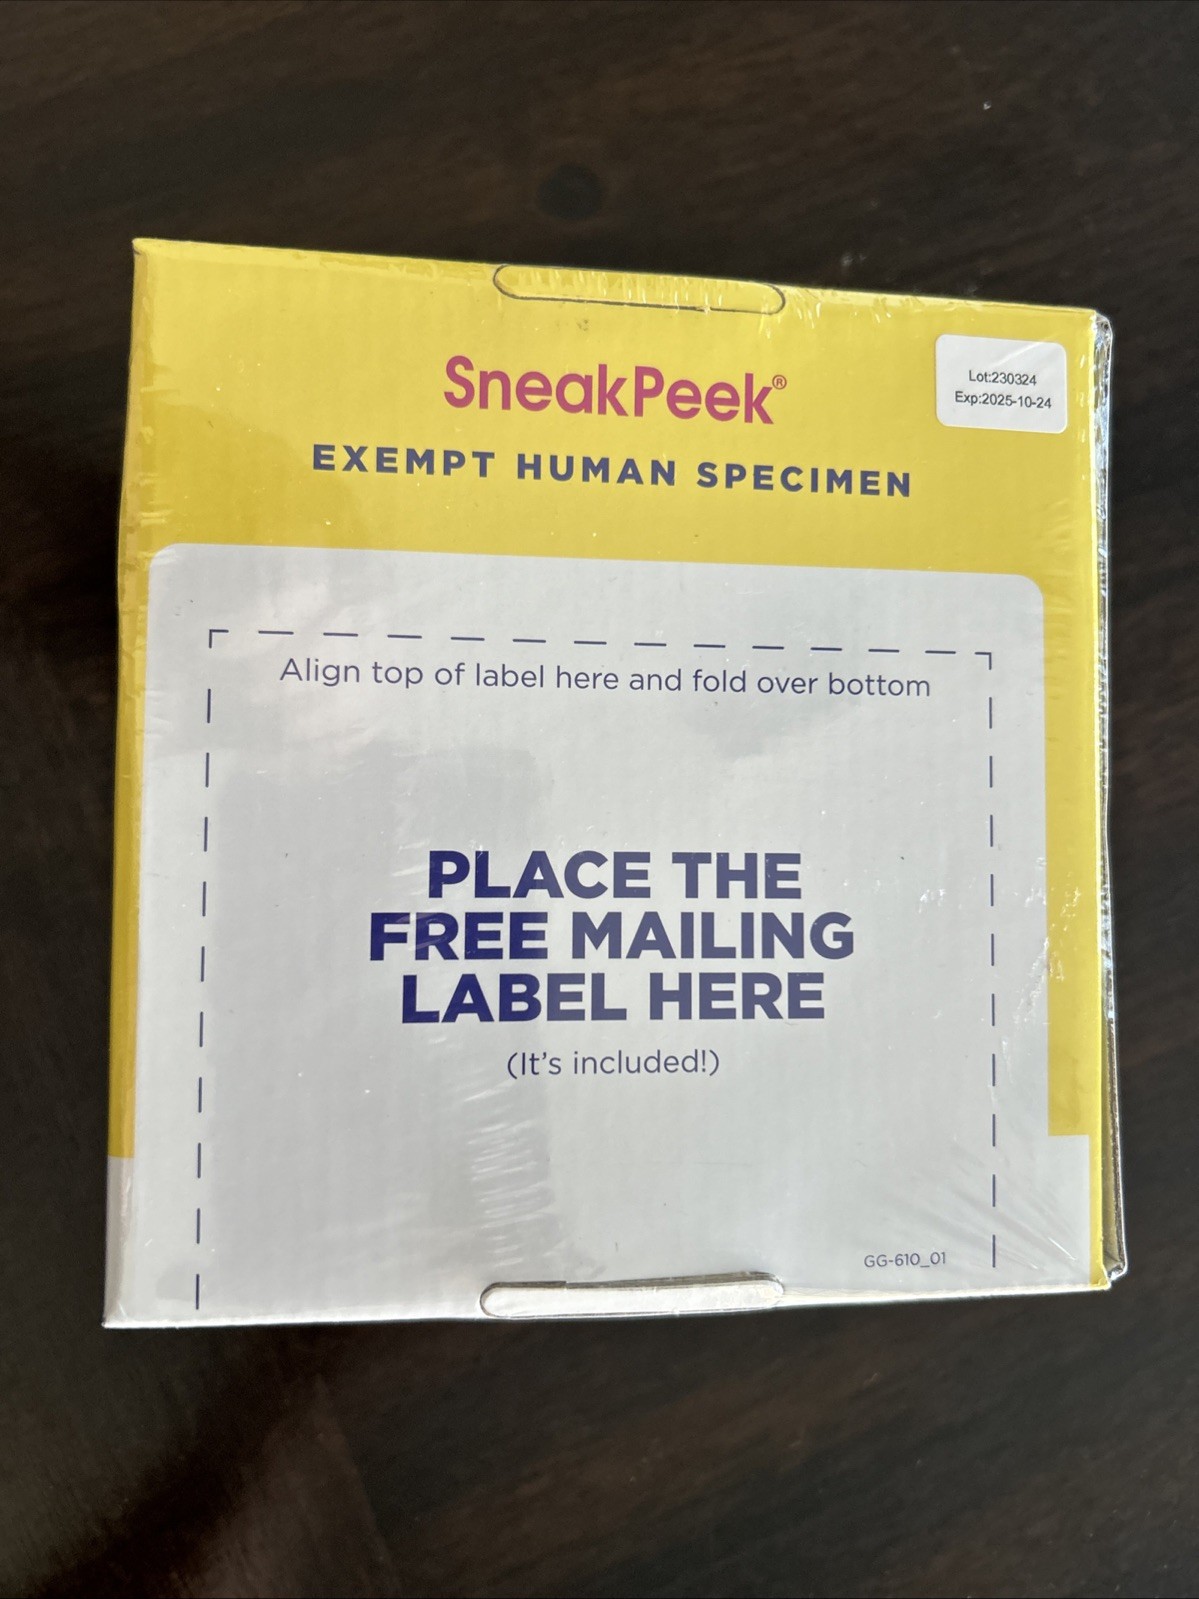 SneakPeek®
Lot:230324
Exp:2025-10-24
EXEMPT HUMAN SPECIMEN
Align top of label here and fold over bottom
PLACE THE
FREE MAILING
LABEL HERE
(It's included!)
GG-610_01